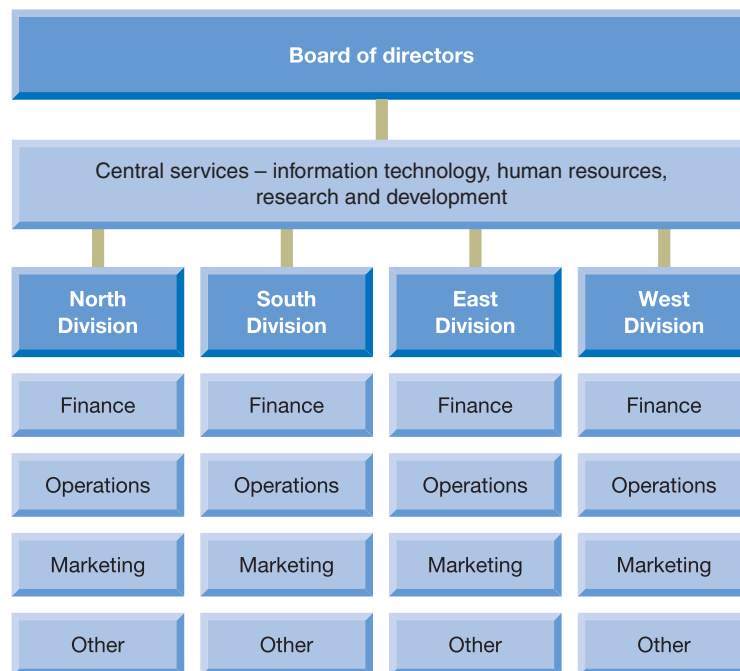 Board of directors
Central services – information technology, human resources,
research and development
North
Division
South
Division
East
Division
West
Division
Finance
Finance
Finance
Finance
Operations
Operations
Operations
Operations
Marketing
Marketing
Marketing
Marketing
Other
Other
Other
Other